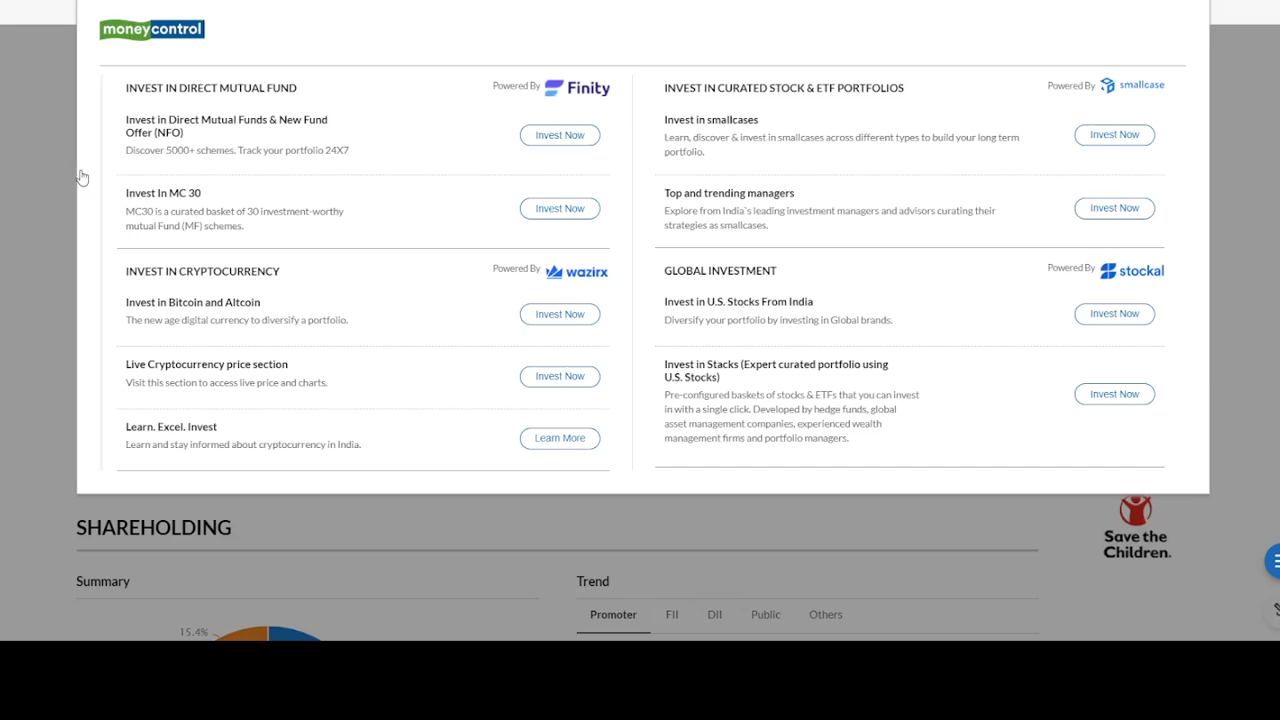 moneycontrol
INVEST IN DIRECT MUTUAL FUND
Powered By Finity
Invest in Direct Mutual Funds & New Fund
Offer (NFO)
Discover 5000+ schemes. Track your portfolio 24X7
Invest Now
Invest In MC 30
MC30 is a curated basket of 30 investment-worthy
mutual Fund (MF) schemes.
Invest Now
INVEST IN CRYPTOCURRENCY
Powered By wazirx
Invest in Bitcoin and Altcoin
The new age digital currency to diversify a portfolio.
Invest Now
Live Cryptocurrency price section
Visit this section to access live price and charts.
Invest Now
Learn. Excel. Invest
Learn and stay informed about cryptocurrency in India.
Learn More
INVEST IN CURATED STOCK & ETF PORTFOLIOS
Powered By smallcase
Invest in smallcases
Learn, discover & invest in smallcases across different types to build your long term
portfolio.
Invest Now
Top and trending managers
Explore from India`s leading investment managers and advisors curating their
strategies as smallcases.
Invest Now
GLOBAL INVESTMENT
Powered By stockal
Invest in U.S. Stocks From India
Diversify your portfolio by investing in Global brands.
Invest Now
Invest in Stacks (Expert curated portfolio using
U.S. Stocks)
Pre-configured baskets of stocks & ETFs that you can invest
in with a single click. Developed by hedge funds, global
asset management companies, experienced wealth
management firms and portfolio managers.
Invest Now
SHAREHOLDING
Save the
Children.
Summary
15.4%
Trend
Promoter FII DII Public Others